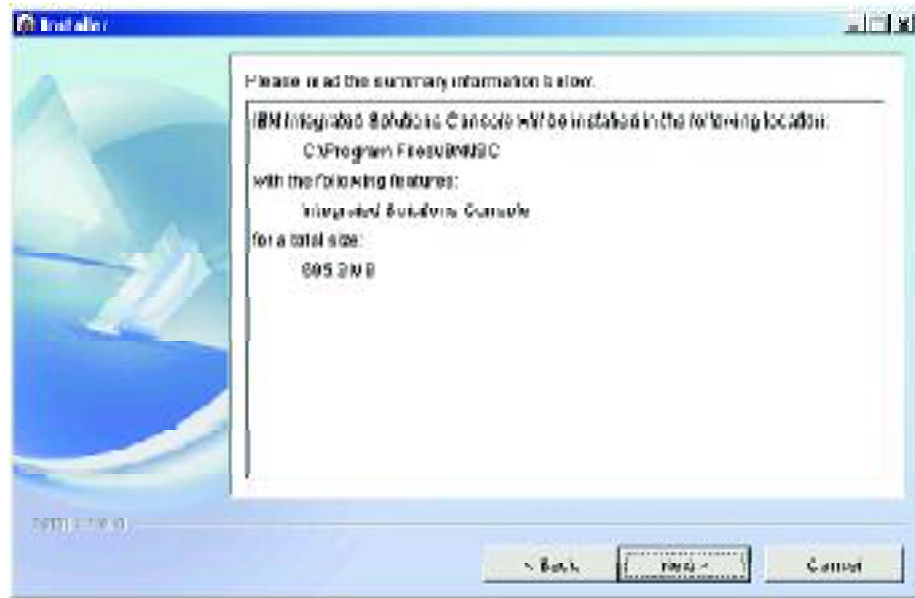 Installer
Please read the summary information below.
IBM Integrated Solutions Console will be installed in the following location:
C:\Program Files\IBM\ISC
with the following features:
Integrated Solutions Console
for a total size:
< Back
Next >
Cancel